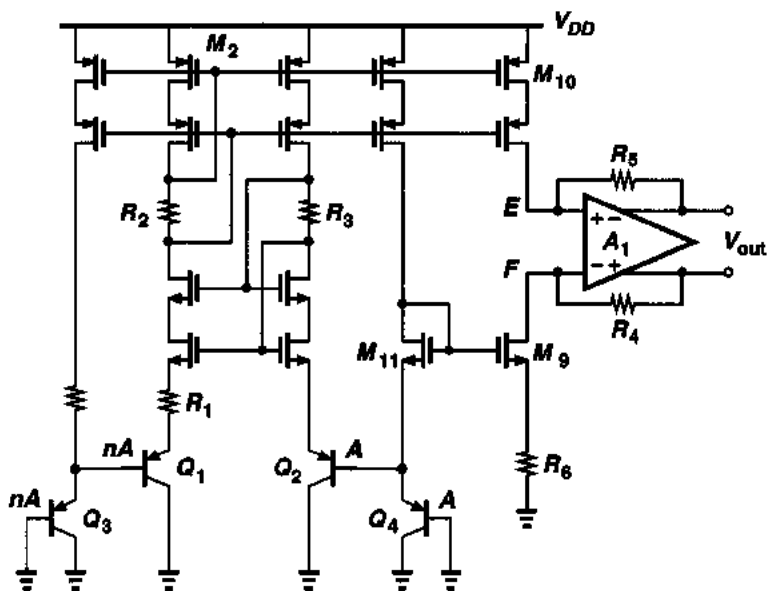 V_DD
M_2
M_10
R_5
R_2
R_3
E
+ −
A_1
V_out
F
− +
R_4
M_11
M_9
R_1
nA
Q_1
Q_2
A
R_6
nA
Q_3
Q_4
A